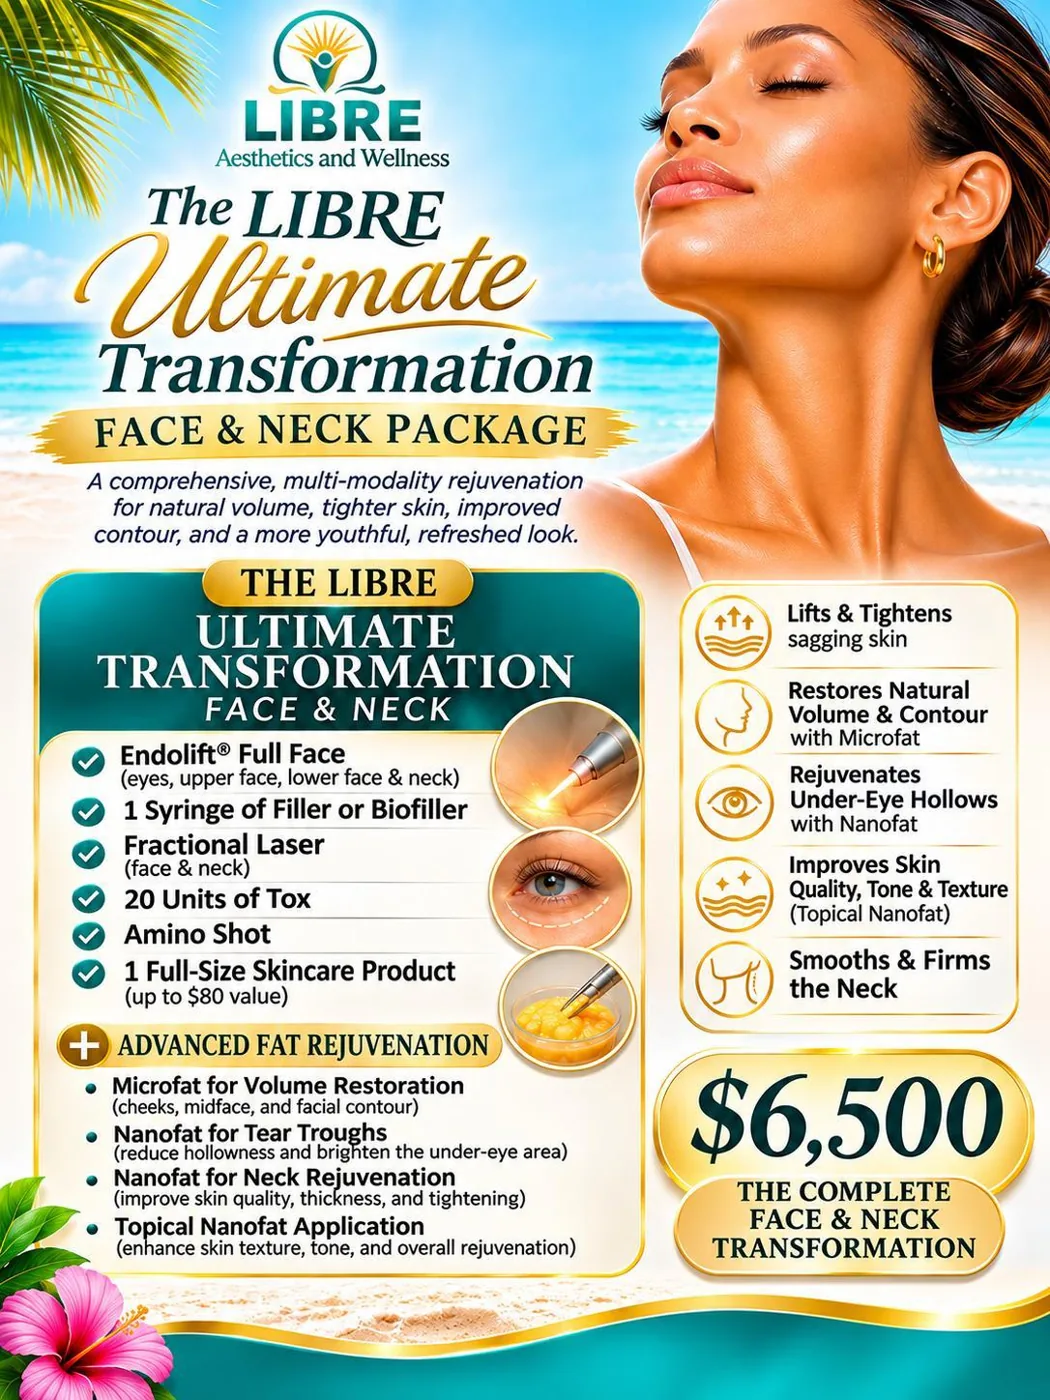 LIBRE
Aesthetics and Wellness
The LIBRE
Ultimate
Transformation
FACE & NECK PACKAGE
A comprehensive, multi-modality rejuvenation
for natural volume, tighter skin, improved
contour, and a more youthful, refreshed look.
THE LIBRE
ULTIMATE
TRANSFORMATION
FACE & NECK
Endolift® Full Face
(eyes, upper face, lower face & neck)
1 Syringe of Filler or Biofiller
Fractional Laser
(face & neck)
20 Units of Tox
Amino Shot
1 Full-Size Skincare Product
(up to $80 value)
+ ADVANCED FAT REJUVENATION
• Microfat for Volume Restoration
(cheeks, midface, and facial contour)
• Nanofat for Tear Troughs
(reduce hollowness and brighten the under-eye area)
• Nanofat for Neck Rejuvenation
(improve skin quality, thickness, and tightening)
• Topical Nanofat Application
(enhance skin texture, tone, and overall rejuvenation)
Lifts & Tightens
sagging skin
Restores Natural
Volume & Contour
with Microfat
Rejuvenates
Under-Eye Hollows
with Nanofat
Improves Skin
Quality, Tone & Texture
(Topical Nanofat)
Smooths & Firms
the Neck
$6,500
THE COMPLETE
FACE & NECK
TRANSFORMATION